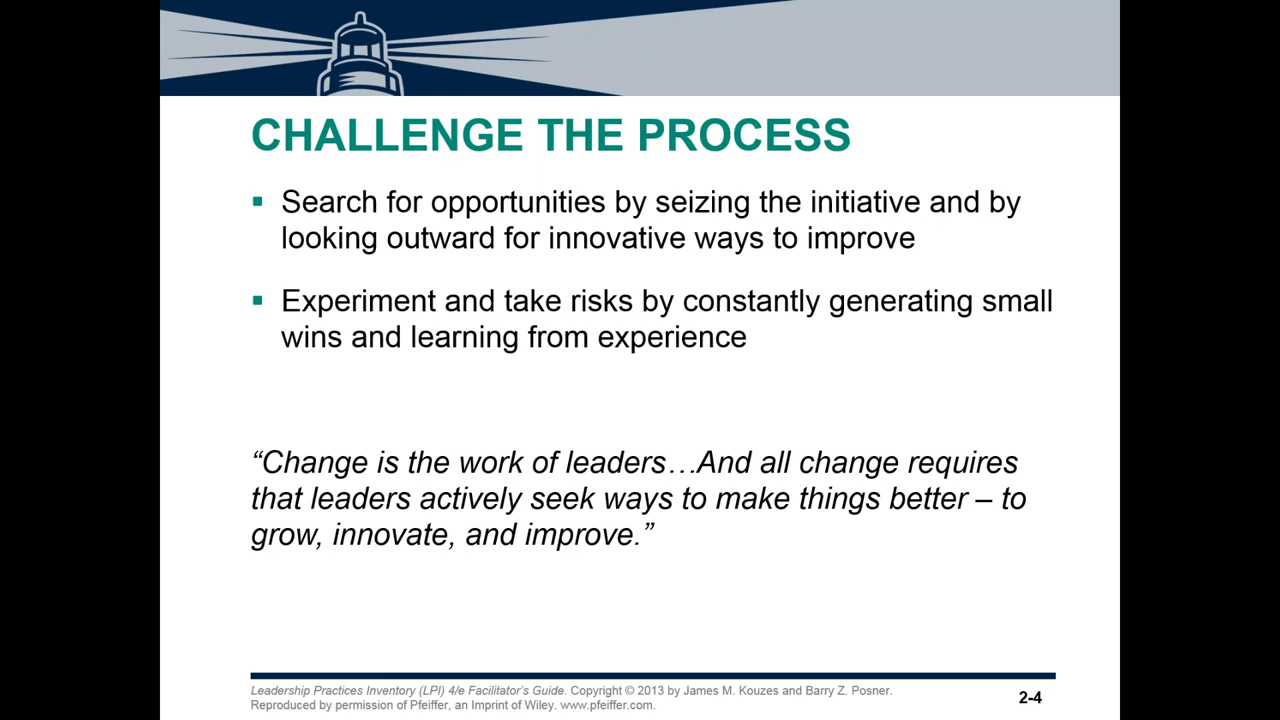 CHALLENGE THE PROCESS
▪ Search for opportunities by seizing the initiative and by
looking outward for innovative ways to improve
▪ Experiment and take risks by constantly generating small
wins and learning from experience
“Change is the work of leaders…And all change requires
that leaders actively seek ways to make things better – to
grow, innovate, and improve.”
Leadership Practices Inventory (LPI) 4/e Facilitator’s Guide. Copyright © 2013 by James M. Kouzes and Barry Z. Posner.
Reproduced by permission of Pfeiffer, an Imprint of Wiley. www.pfeiffer.com.
2-4